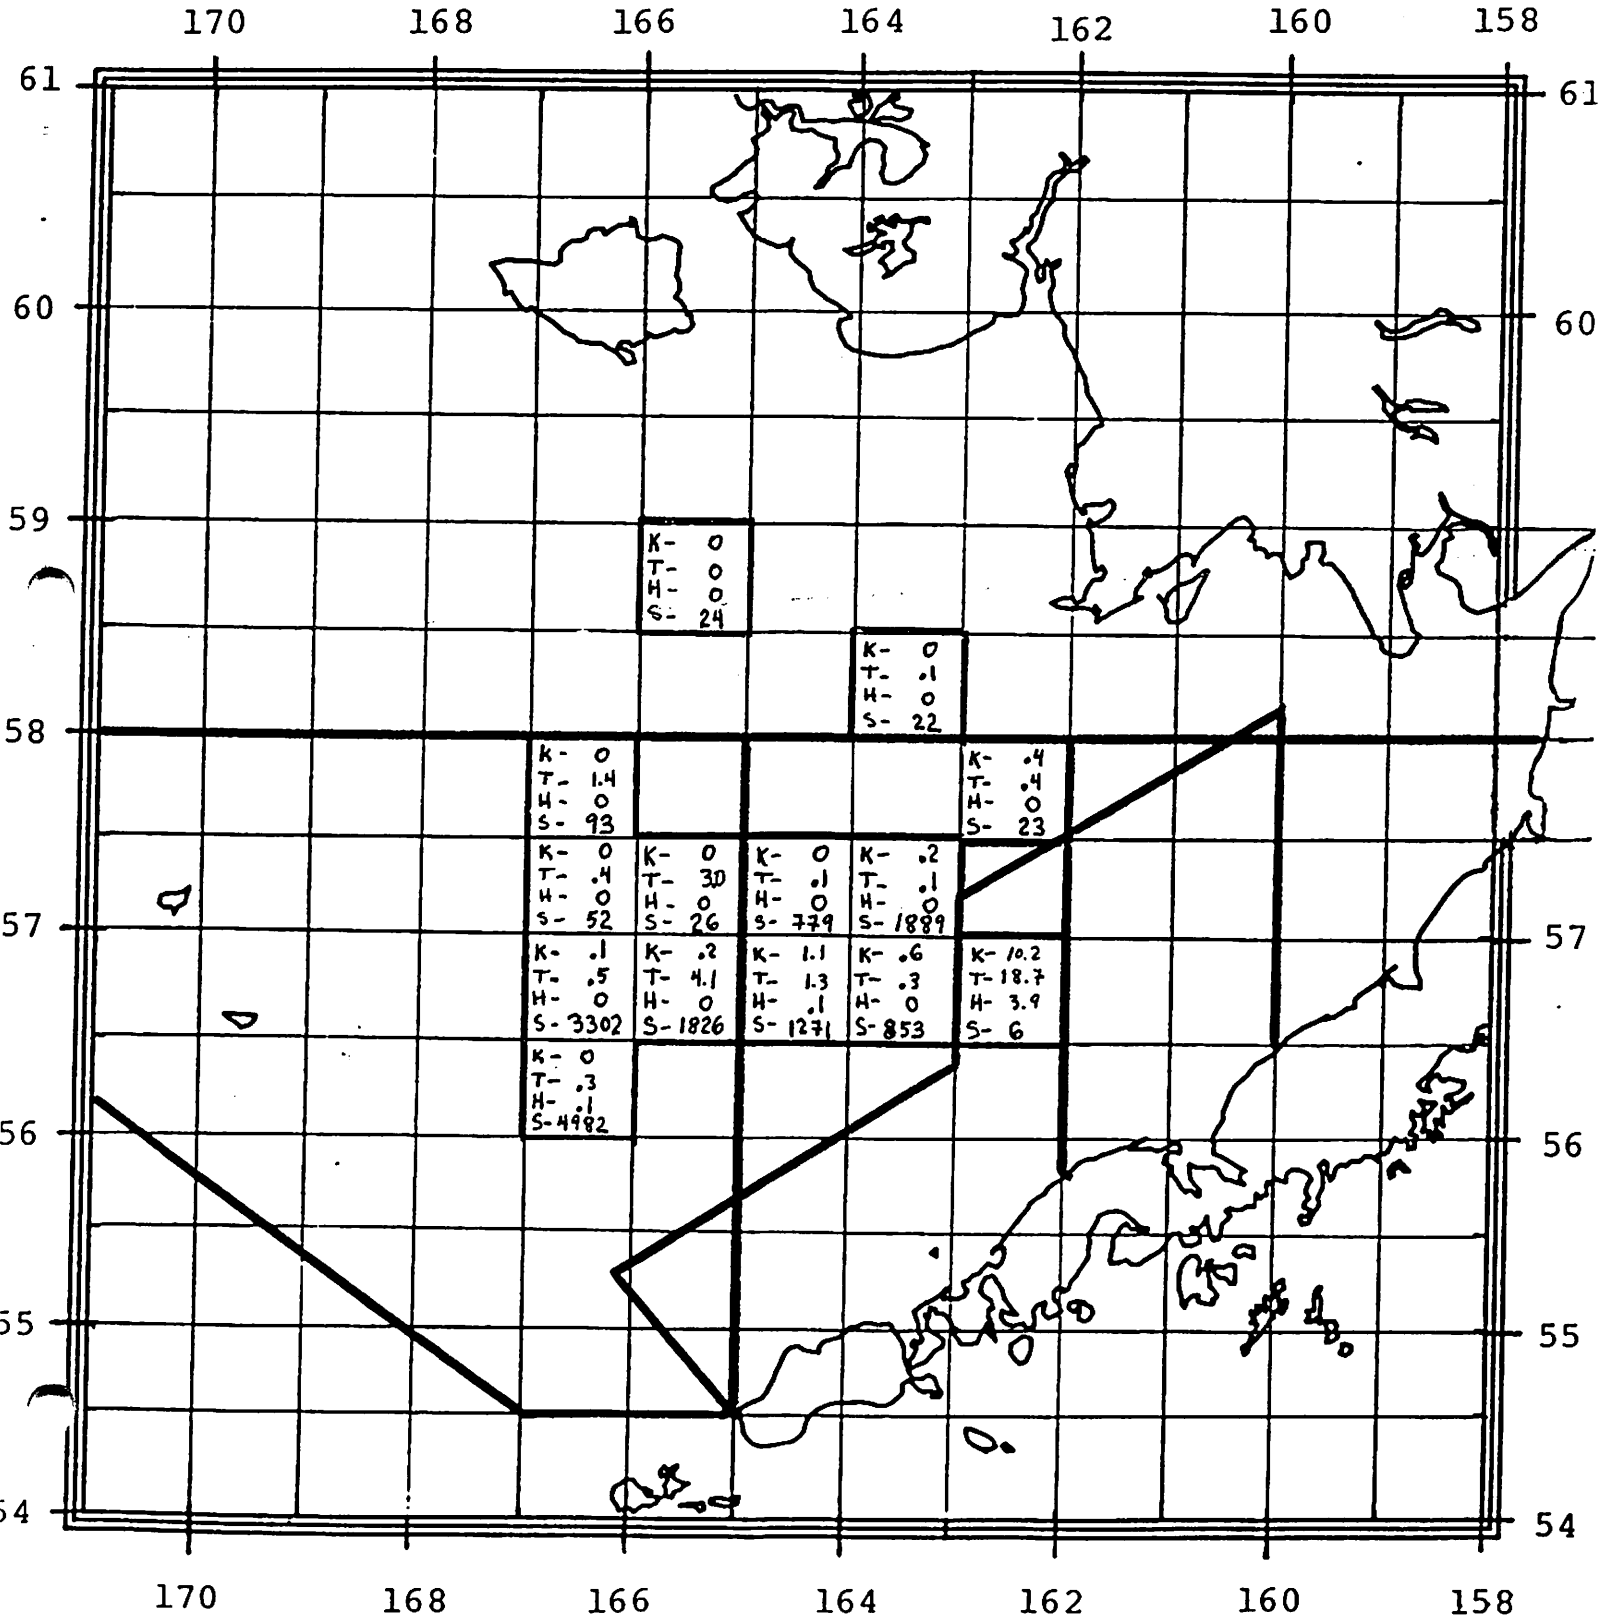 170 168 166 164 162 160 158
61 61
60 60
59
K- 0
T- 0
H- 0
S- 24
K- 0
T- .1
H- 0
S- 22
58
K- 0
T- 1.4
H- 0
S- 93
K- .4
T- .4
H- 0
S- 23
K- 0
T- .4
H- 0
S- 52
K- 0
T- 3.0
H- 0
S- 26
K- 0
T- .1
H- 0
S- 779
K- .2
T- .1
H- 0
S- 1889
57 57
K- .1
T- .5
H- 0
S- 3302
K- .2
T- 4.1
H- 0
S- 1826
K- 1.1
T- 1.3
H- .1
S- 1271
K- .6
T- .3
H- 0
S- 853
K- 10.2
T- 18.7
H- 3.9
S- 6
K- 0
T- .3
H- .1
S- 4982
56 56
55 55
54 54
170 168 166 164 162 160 158